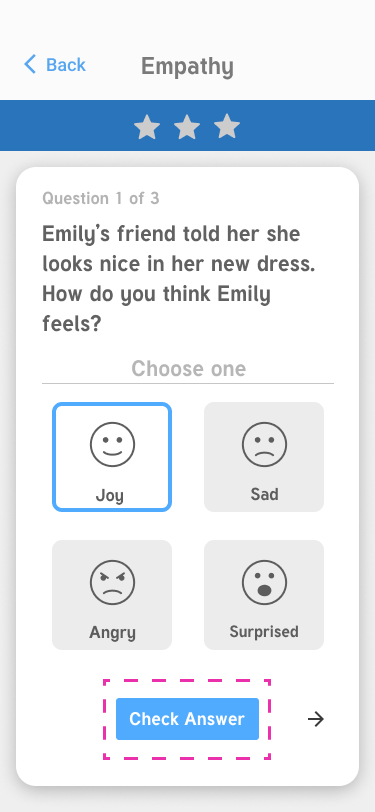 Back
Empathy
Question 1 of 3
Emily's friend told her she
looks nice in her new dress.
How do you think Emily
feels?
Choose one
Joy
Sad
Angry
Surprised
Check Answer